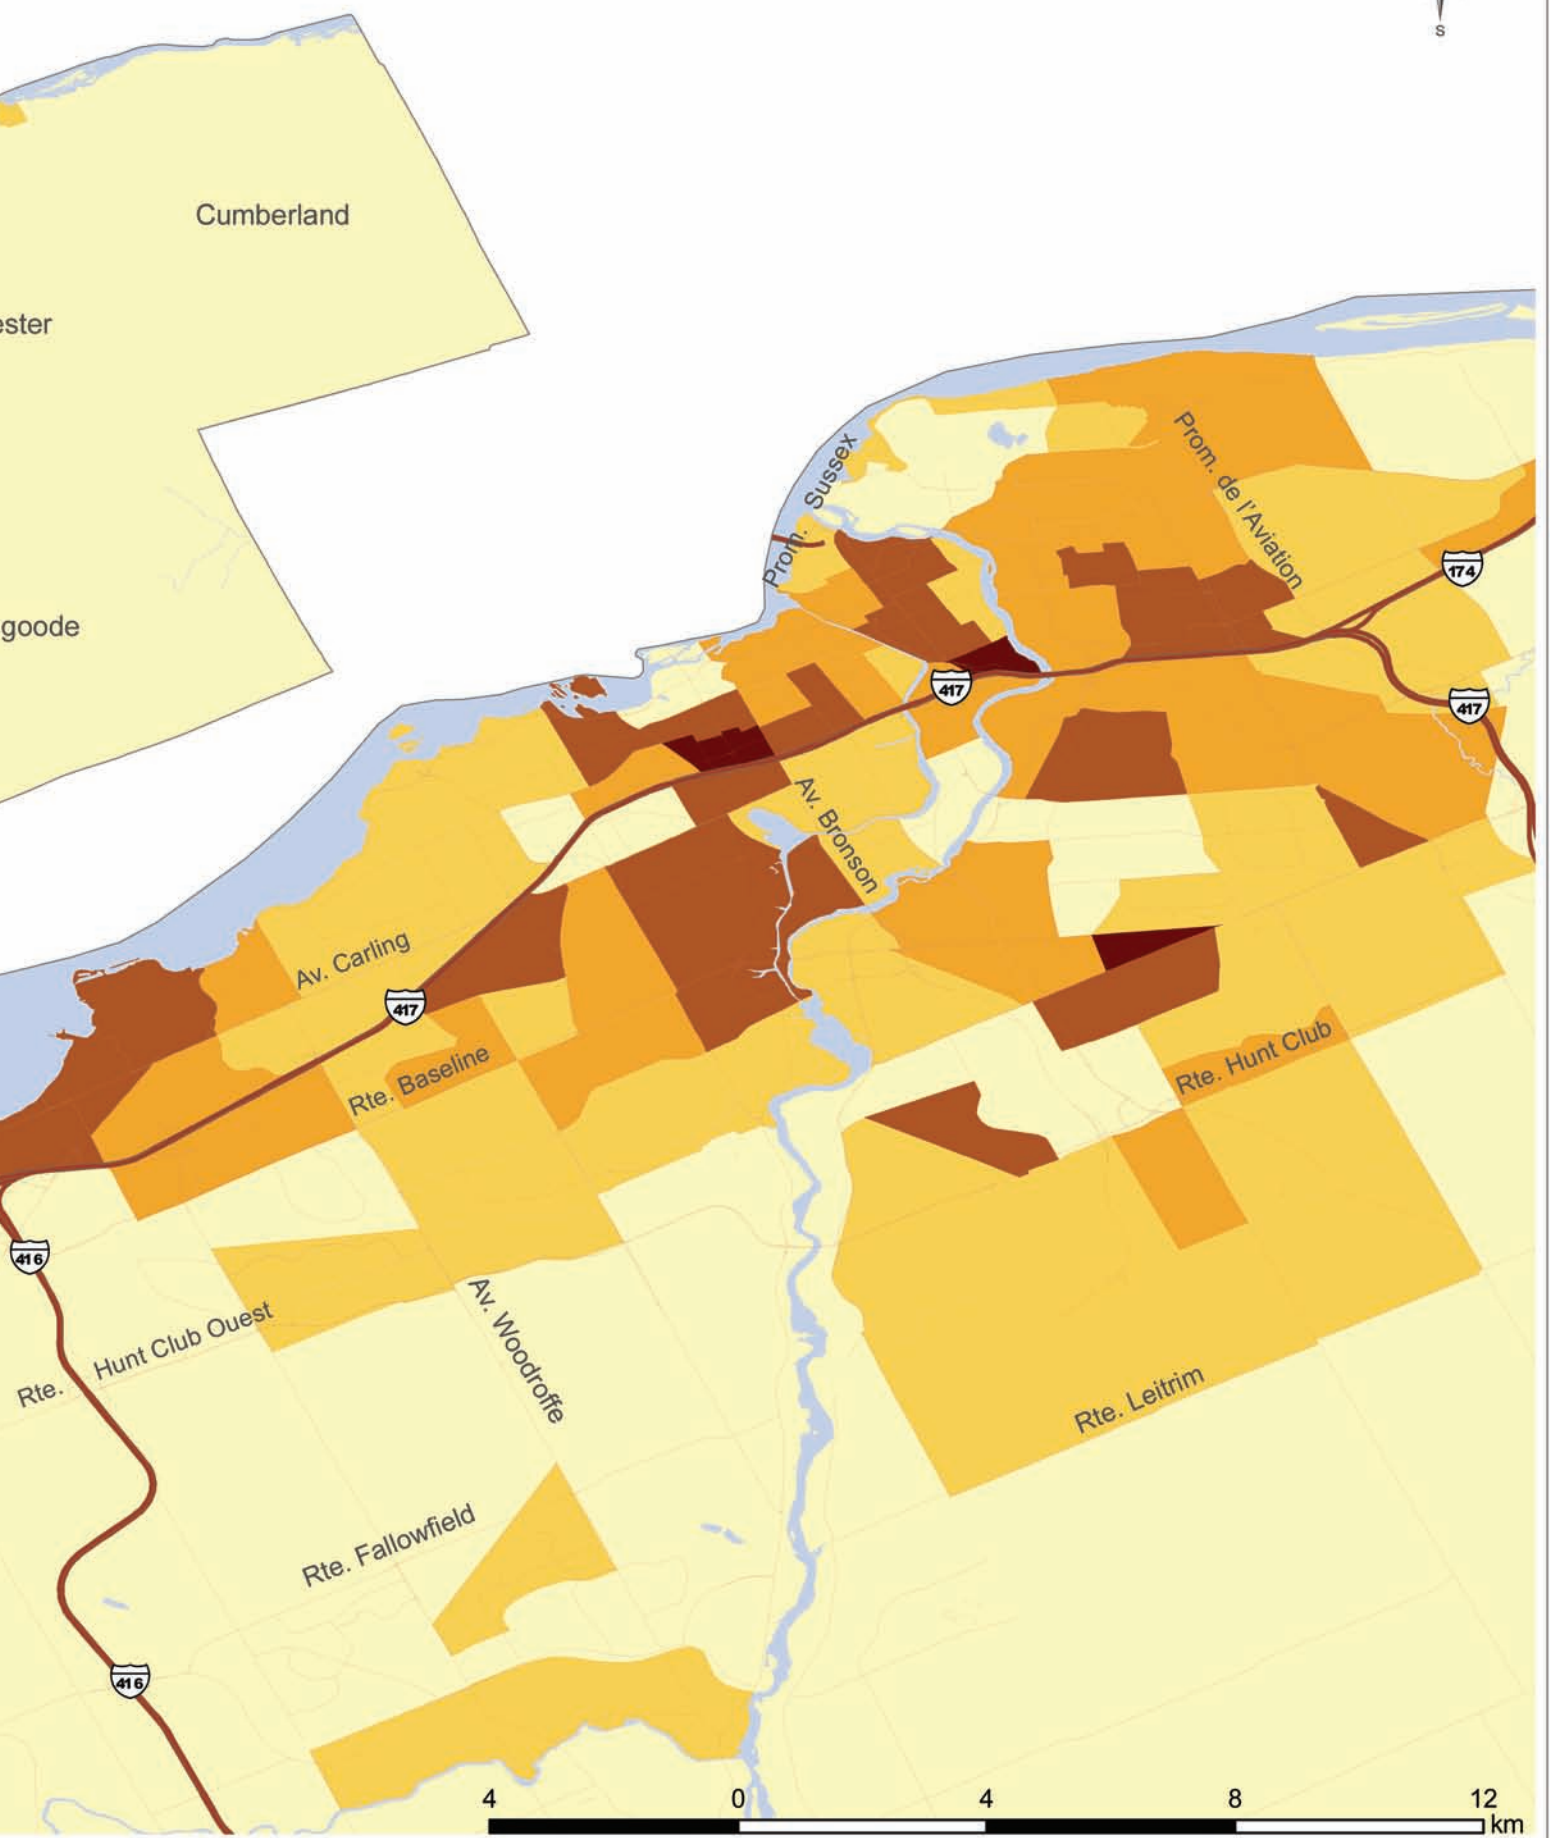 S
Cumberland
ester
goode
Prom. Sussex
Prom. de l'Aviation
174
417
417
Av. Bronson
Av. Carling
417
Rte. Baseline
Rte. Hunt Club
416
Rte. Hunt Club Ouest
Av. Woodroffe
Rte. Leitrim
Rte. Fallowfield
416
4 0 4 8 12
km